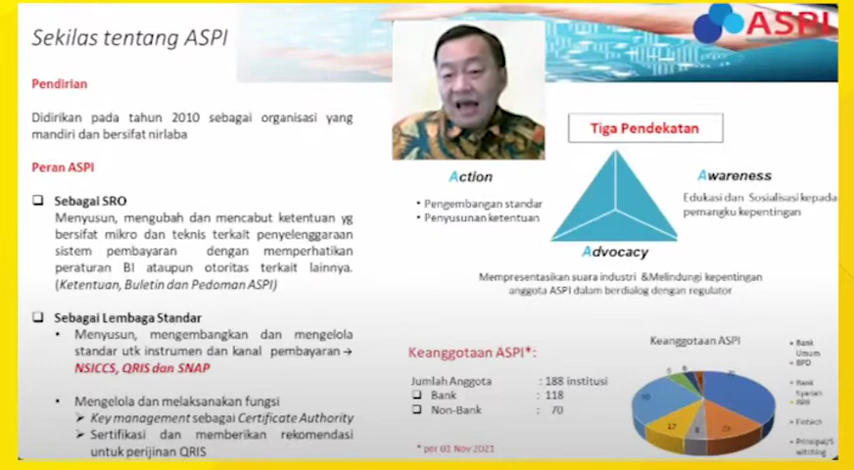 Sekilas tentang ASPI
ASPI
Pendirian
Didirikan pada tahun 2010 sebagai organisasi yang
mandiri dan bersifat nirlaba
Peran ASPI
Sebagai SRO
Menyusun, mengubah dan mencabut ketentuan yg
bersifat mikro dan teknis terkait penyelenggaraan
sistem pembayaran dengan memperhatikan
peraturan BI ataupun otoritas terkait lainnya.
(Ketentuan, Buletin dan Pedoman ASPI)
Sebagai Lembaga Standar
• Menyusun, mengembangkan dan mengelola
standar utk instrumen dan kanal pembayaran →
NSICCS, QRIS dan SNAP
• Mengelola dan melaksanakan fungsi
➢ Key management sebagai Certificate Authority
➢ Sertifikasi dan memberikan rekomendasi
untuk perijinan QRIS
Tiga Pendekatan
Action
• Pengembangan standar
• Penyusunan ketentuan
Awareness
Edukasi dan Sosialisasi kepada
pemangku kepentingan
Advocacy
Mempresentasikan suara industri &Melindungi kepentingan
anggota ASPI dalam berdialog dengan regulator
Keanggotaan ASPI*:
Jumlah Anggota : 188 institusi
Bank : 118
Non-Bank : 70
* per 01 Nov 2021
Keanggotaan ASPI
17
• Bank
Umum
• BPD
• Bank
Syariah
• Fintech
• Principal/S
witching